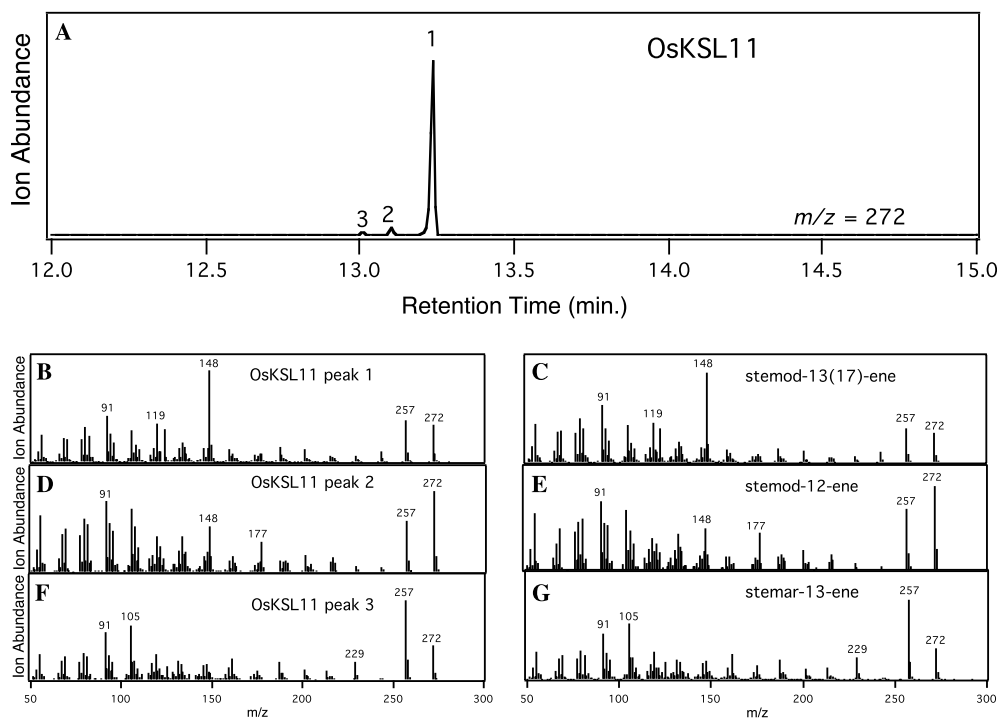 A
OsKSL11
1
2
3
m/z = 272
Ion Abundance
12.0 12.5 13.0 13.5 14.0 14.5 15.0
Retention Time (min.)
B
OsKSL11 peak 1
91 119 148 257 272
Ion Abundance
C
stemod-13(17)-ene
91 119 148 257 272
D
OsKSL11 peak 2
91 148 177 257 272
Ion Abundance
E
stemod-12-ene
91 148 177 257 272
F
OsKSL11 peak 3
91 105 229 257 272
Ion Abundance
50 100 150 200 250 300
m/z
G
stemar-13-ene
91 105 229 257 272
50 100 150 200 250 300
m/z